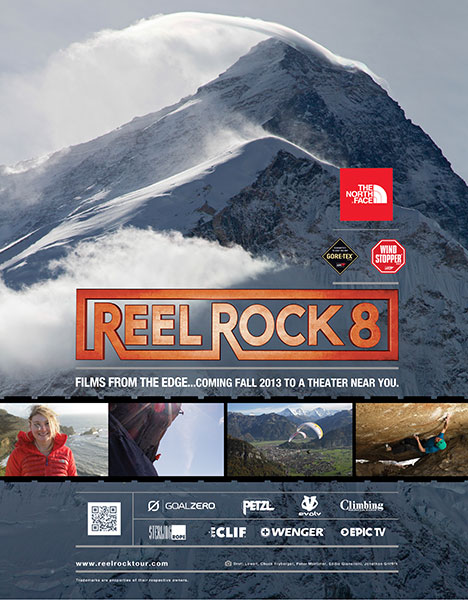 THE
NORTH
FACE
GORE-TEX
WIND
STOPPER
REEL ROCK 8
FILMS FROM THE EDGE...COMING FALL 2013 TO A THEATER NEAR YOU.
GOALZERO PETZL evolv Climbing
STERLING ROPE CLIF WENGER EPIC TV
www.reelrocktour.com
Trademarks are properties of their respective owners.